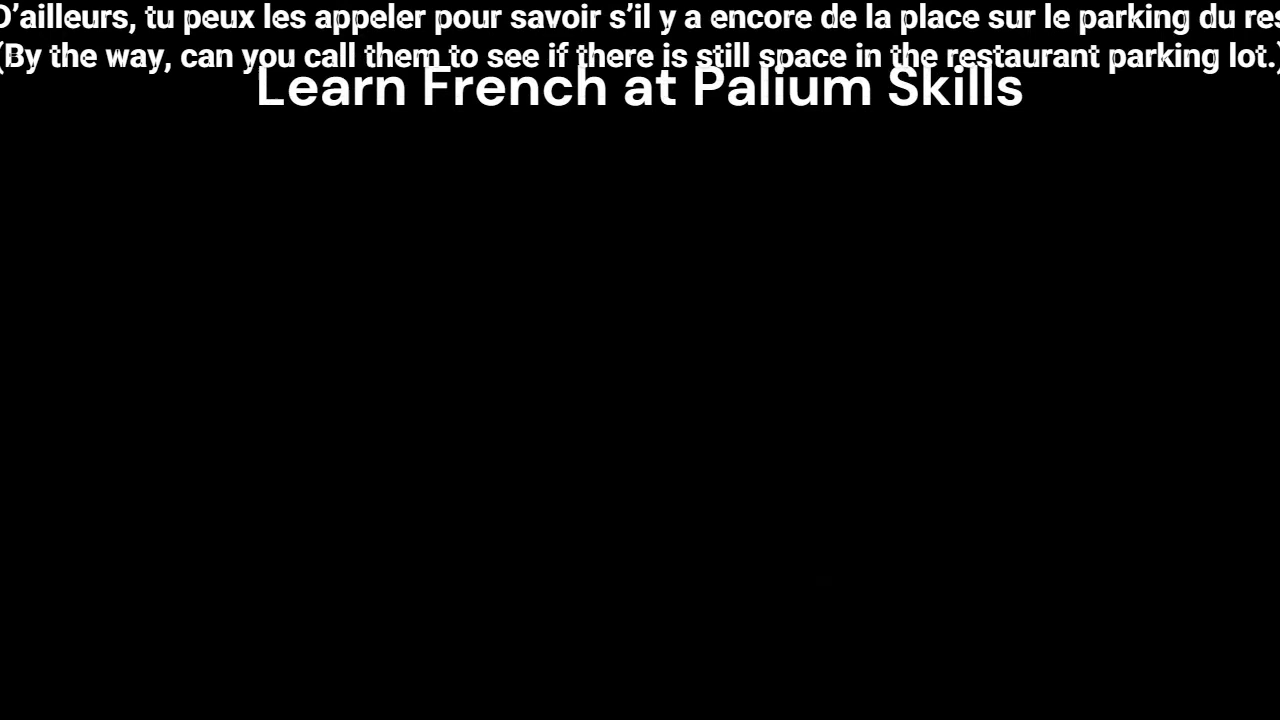 D’ailleurs, tu peux les appeler pour savoir s’il y a encore de la place sur le parking du
(By the way, can you call them to see if there is still space in the restaurant parking lot.)
Learn French at Palium Skills